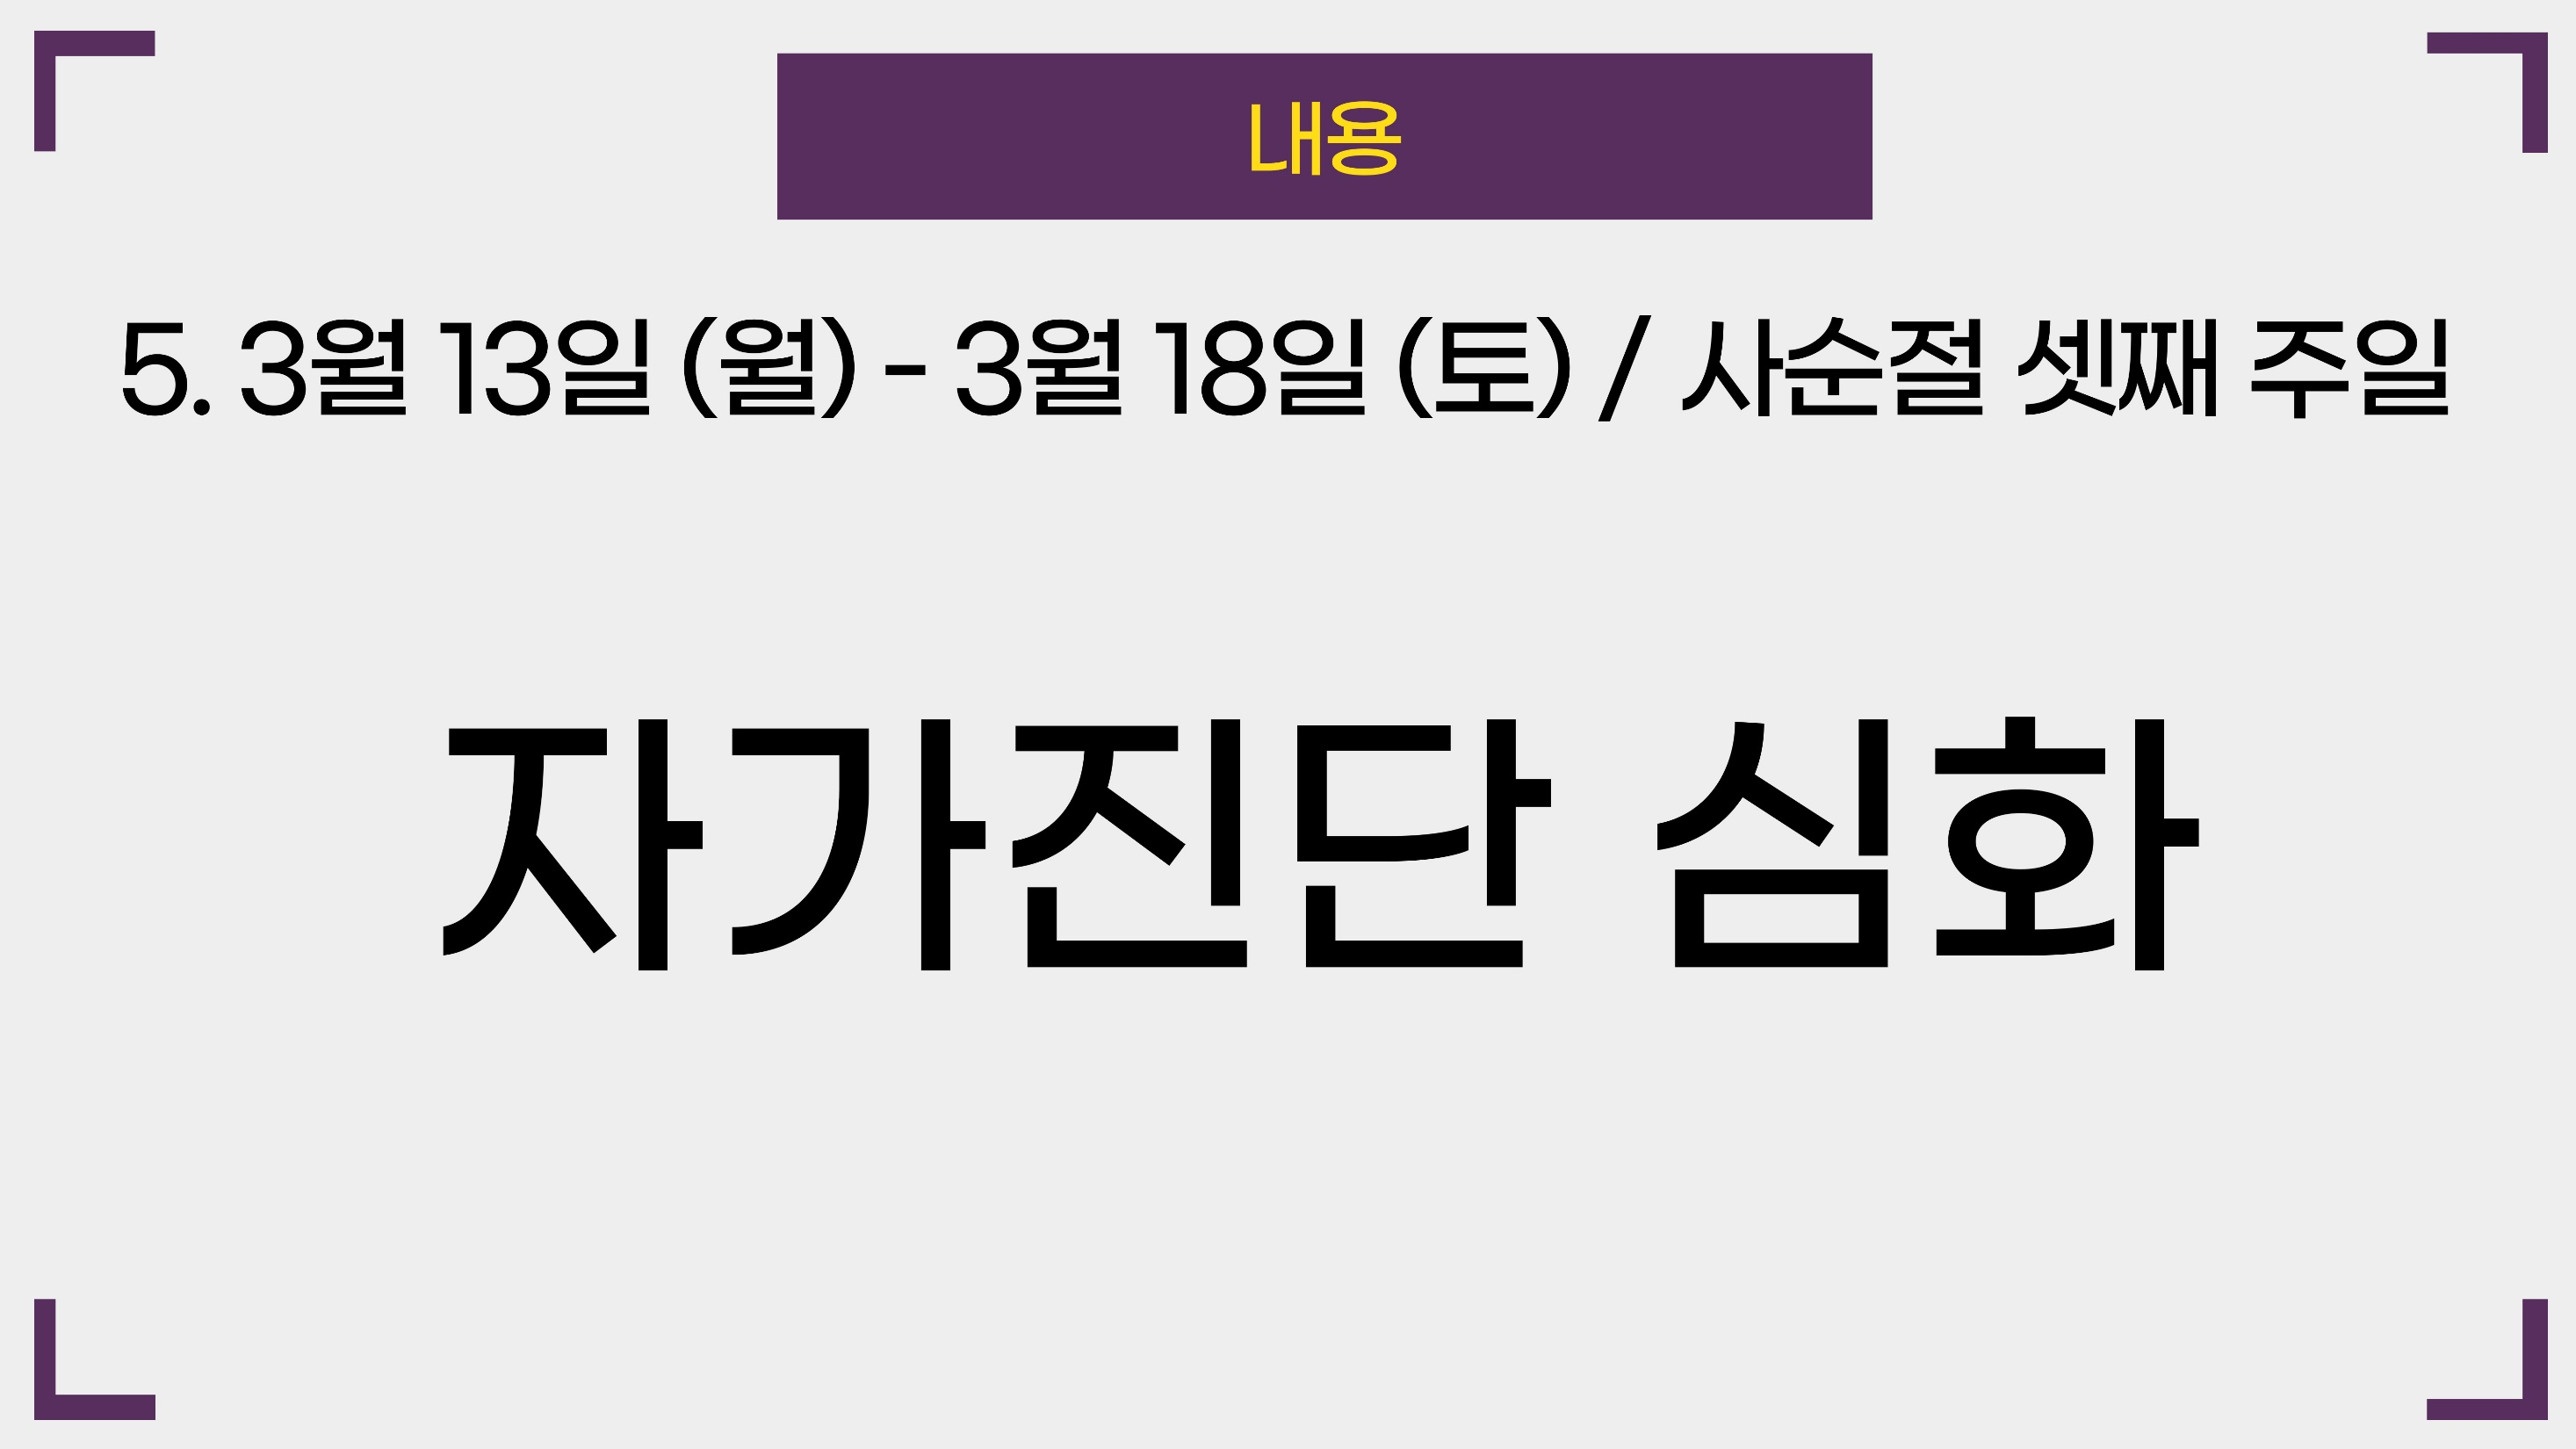 내용
5. 3월 13일 (월) - 3월 18일 (토) / 사순절 셋째 주일
자가진단 심화